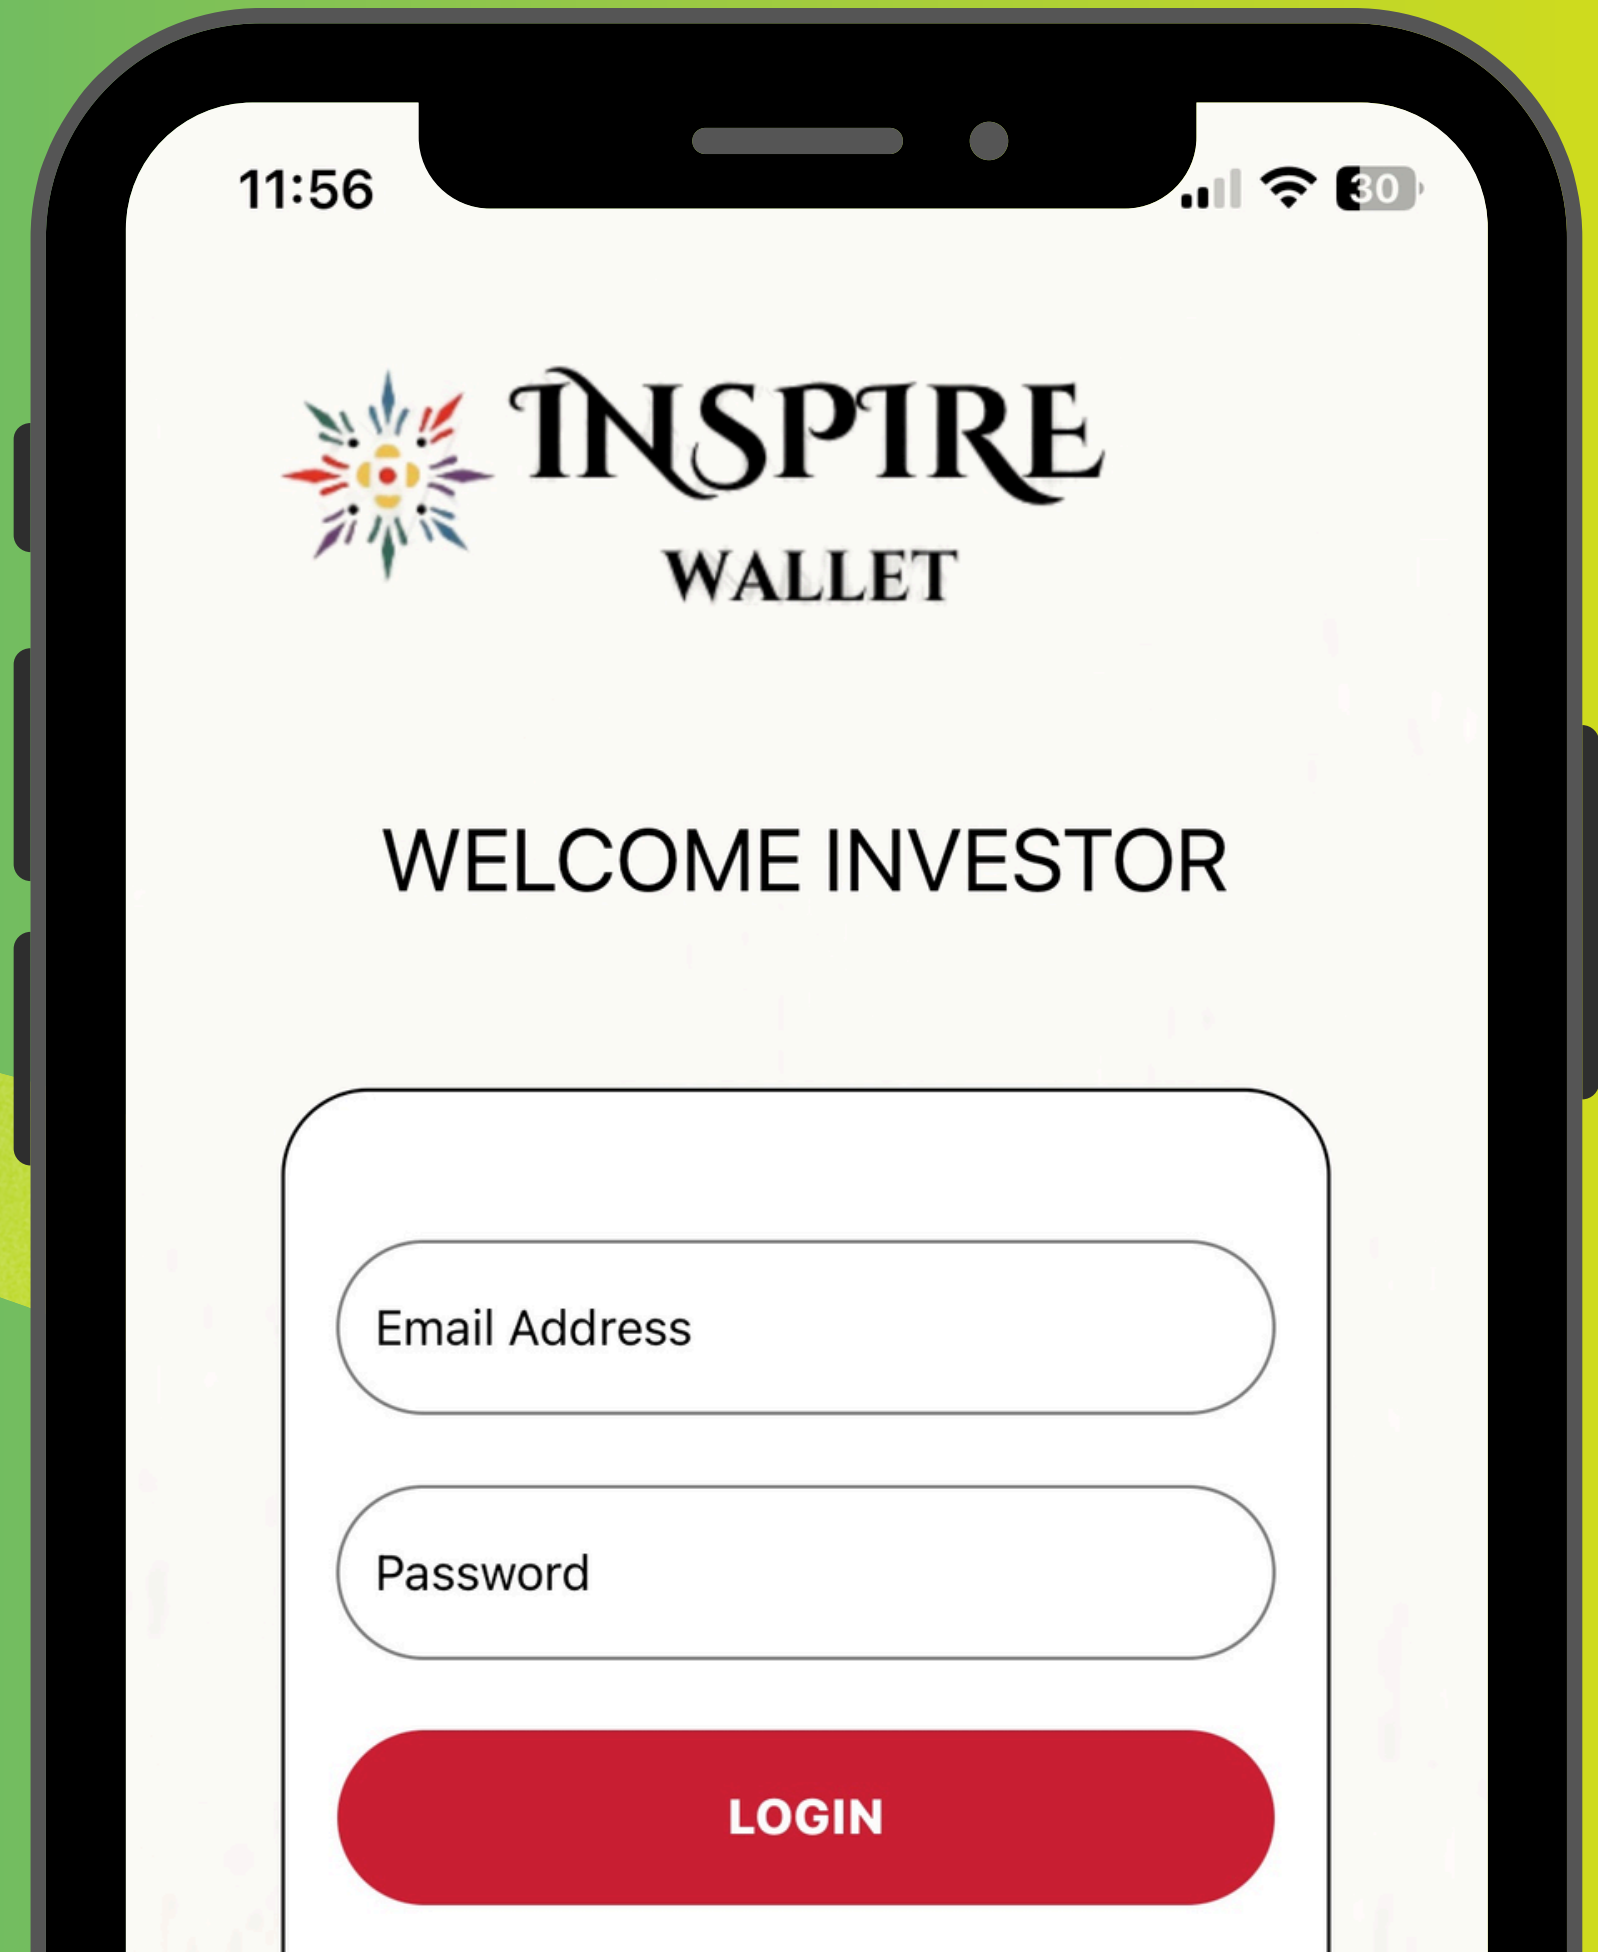 11:56
30
INSPIRE
WALLET
WELCOME INVESTOR
Email Address
Password
LOGIN